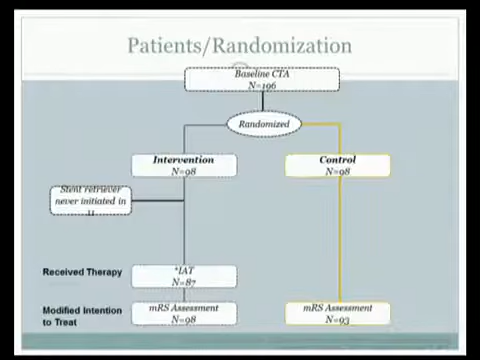 Patients/Randomization
Baseline CTA
N=196
Randomized
Intervention
N=98
Control
N=98
Stent retriever
never initiated in
11
Received Therapy
*IAT
N=87
Modified Intention
to Treat
mRS Assessment
N=98
mRS Assessment
N=93